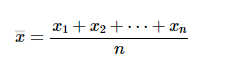 x̅ = (x₁ + x₂ + ⋯ + xₙ) / n